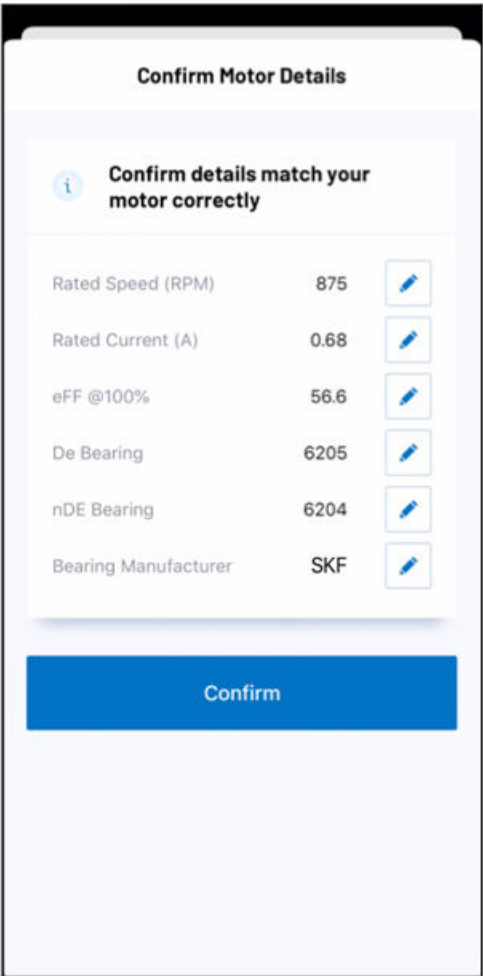 Confirm Motor Details
i
Confirm details match your
motor correctly
Rated Speed (RPM) 875
Rated Current (A) 0.68
eFF @100% 56.6
De Bearing 6205
nDE Bearing 6204
Bearing Manufacturer SKF
Confirm